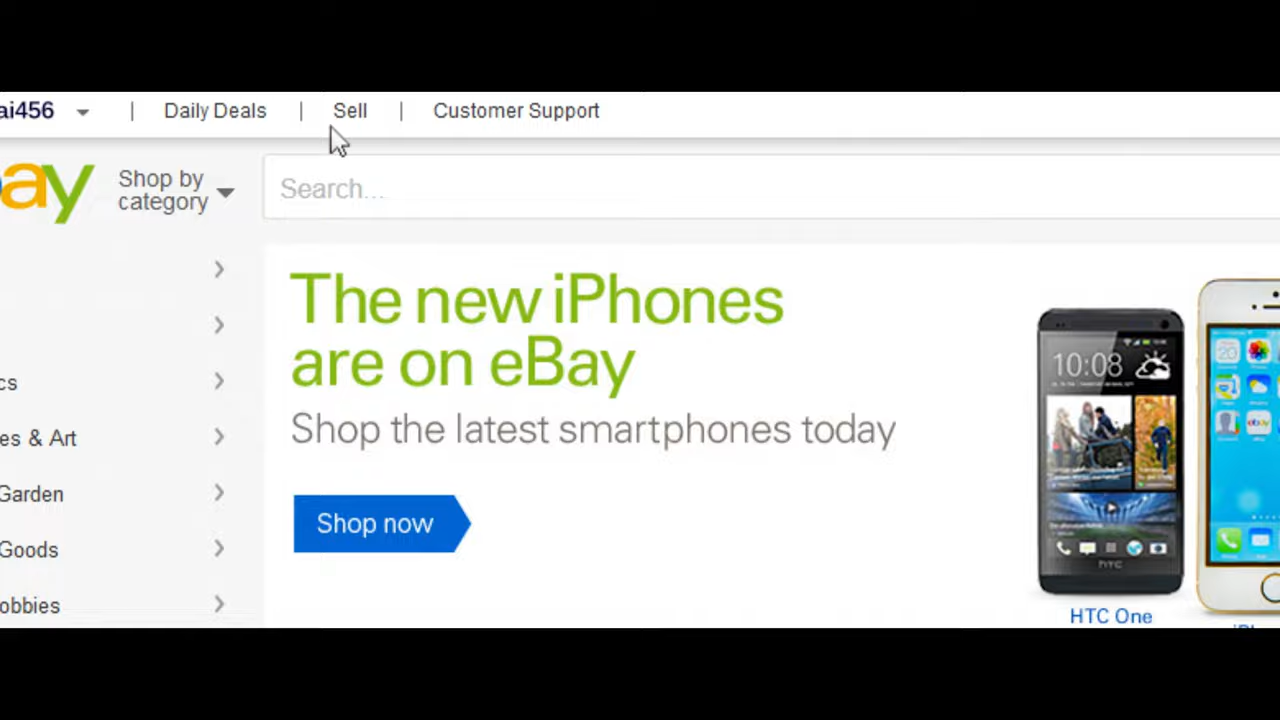 ai456 | Daily Deals | Sell | Customer Support
ay
Shop by
category
Search...
The new iPhones
are on eBay
Shop the latest smartphones today
Shop now
cs
es & Art
Garden
Goods
obbies
10:08
hTC
HTC One